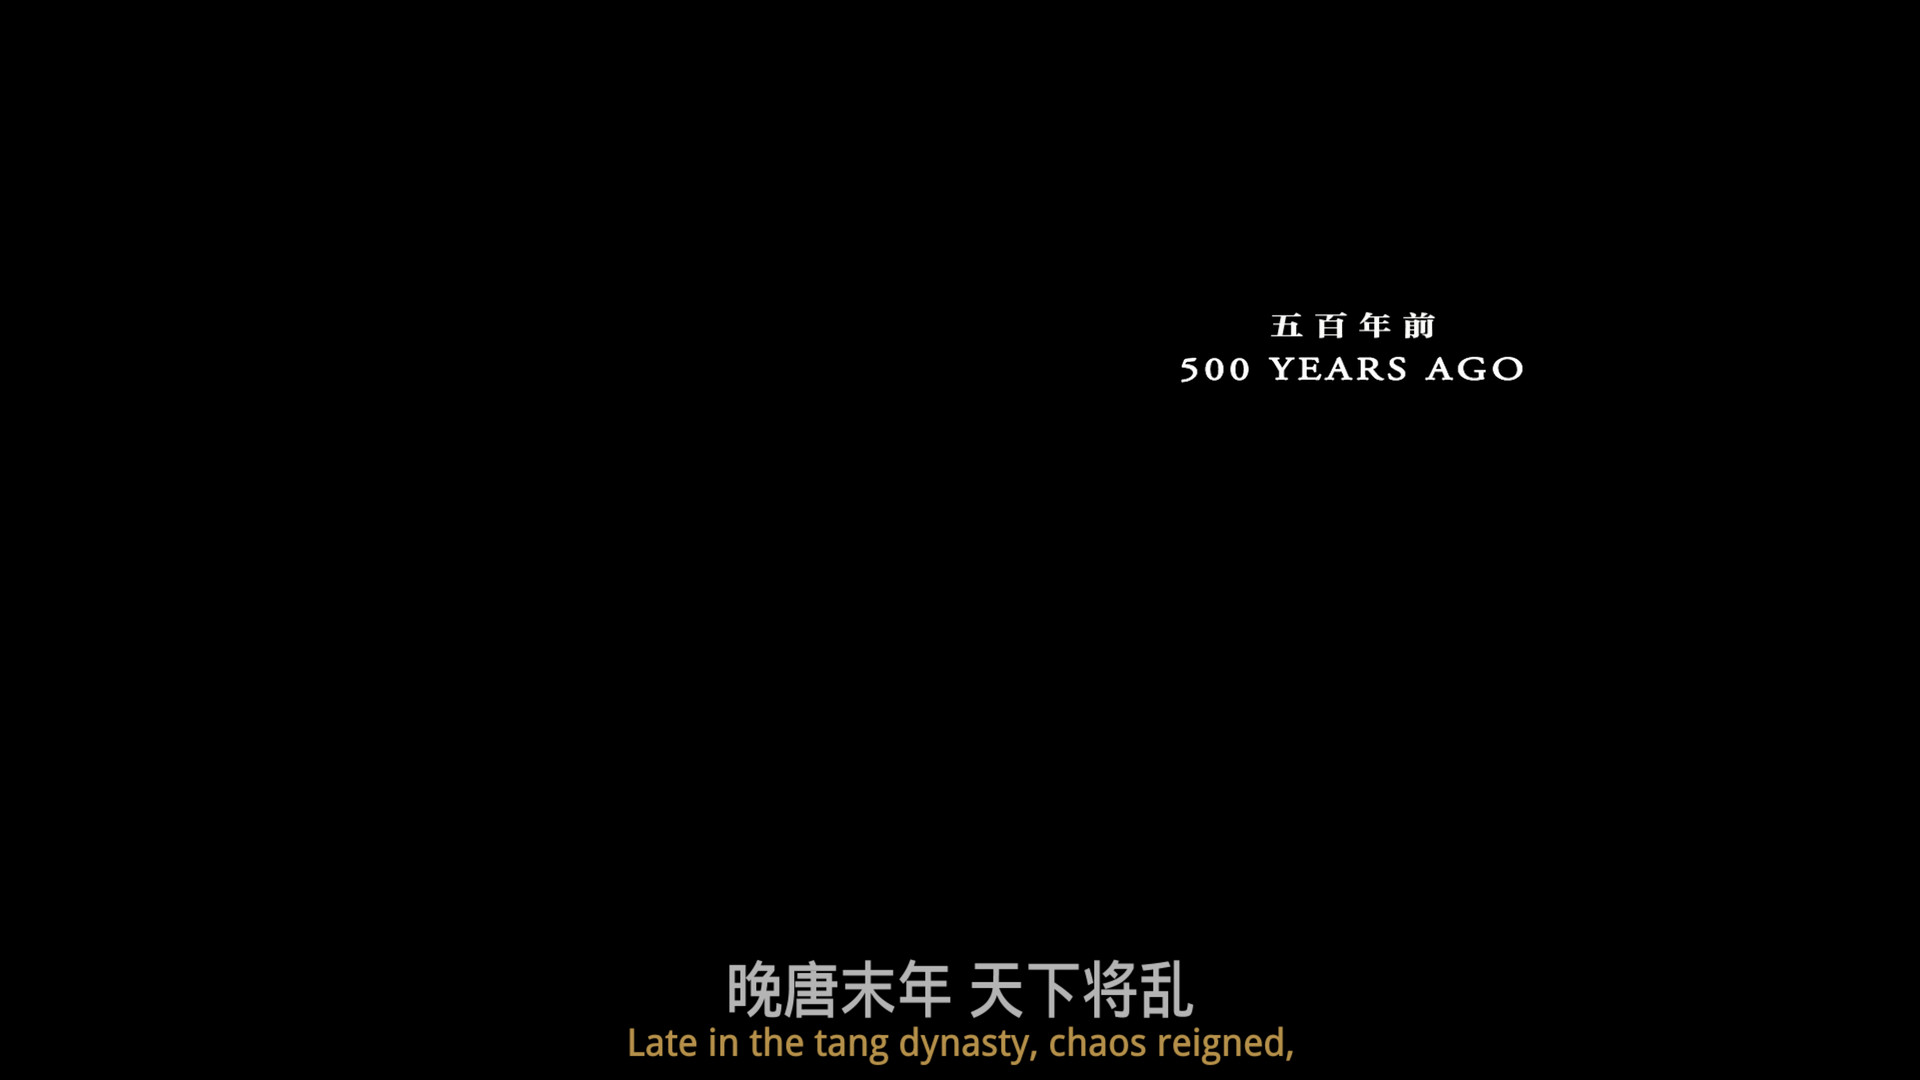 五百年前
500 YEARS AGO
晚唐末年 天下将乱
Late in the tang dynasty, chaos reigned,